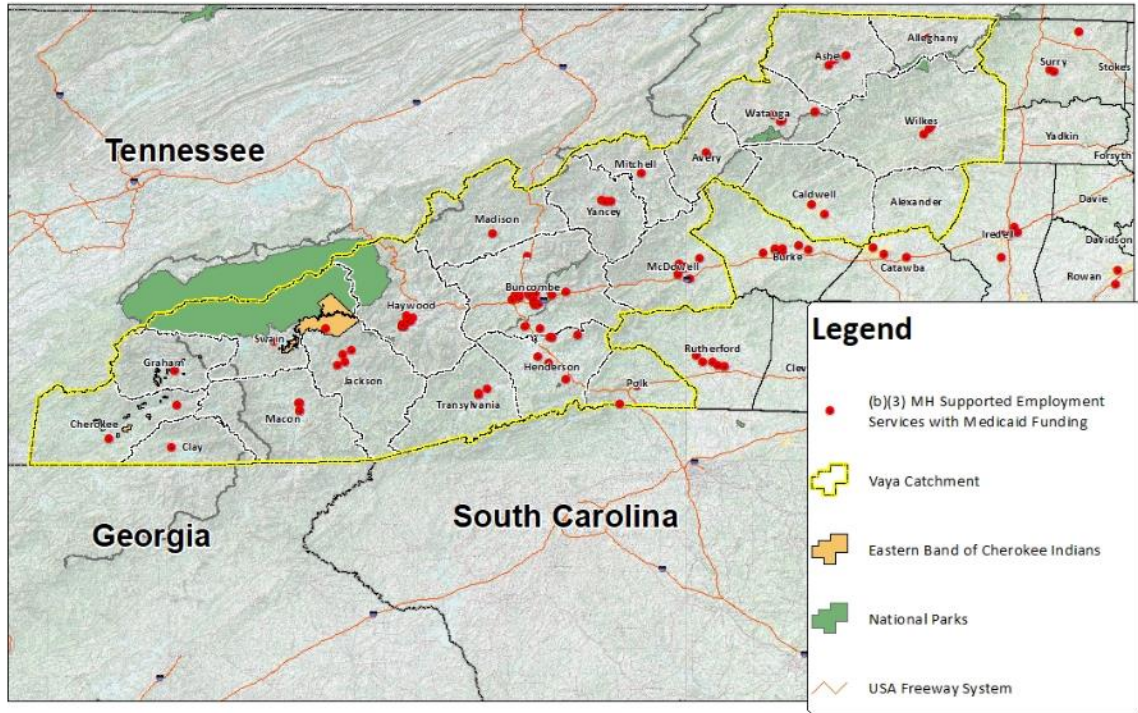 Alleghany
Ashe
Surry
Stokes
Watauga
Wilkes
Yadkin
Tennessee
Avery
Forsyth
Mitchell
Caldwell
Alexander
Davie
Yancey
Madison
Iredell
Davidson
Burke
McDowell
Catawba
Rowan
Buncombe
Haywood
Swain
Rutherford
Graham
Henderson
Clev
Jackson
Polk
Transylvania
Macon
Cherokee
Clay
South Carolina
Georgia
Legend
(b)(3) MH Supported Employment
Services with Medicaid Funding
Vaya Catchment
Eastern Band of Cherokee Indians
National Parks
USA Freeway System